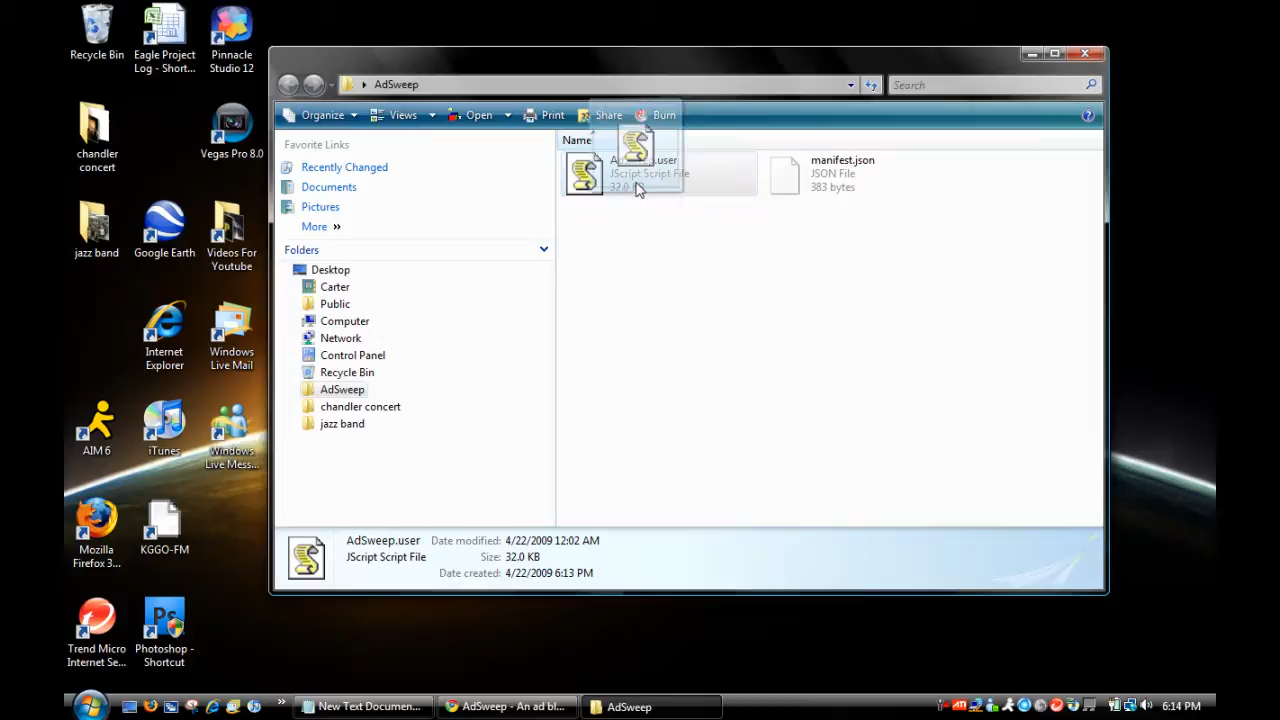 Recycle Bin
Eagle Project
Log - Short...
Pinnacle
Studio 12
chandler
concert
Vegas Pro 8.0
jazz band
Google Earth
Videos For
Youtube
Internet
Explorer
Windows
Live Mail
AIM 6
iTunes
Windows
Live Mess...
Mozilla
Firefox 3...
KGGO-FM
Trend Micro
Internet Se...
Photoshop -
Shortcut
AdSweep
Search
Organize
Views
Open
Print
Share
Burn
Favorite Links
Recently Changed
Documents
Pictures
More »
Folders
Desktop
Carter
Public
Computer
Network
Control Panel
Recycle Bin
AdSweep
chandler concert
jazz band
Name
JScript Script File
manifest.json
JSON File
383 bytes
AdSweep.user
JScript Script File
Date modified: 4/22/2009 12:02 AM
Size: 32.0 KB
Date created: 4/22/2009 6:13 PM
New Text Documen...
AdSweep - An ad bl...
AdSweep
6:14 PM